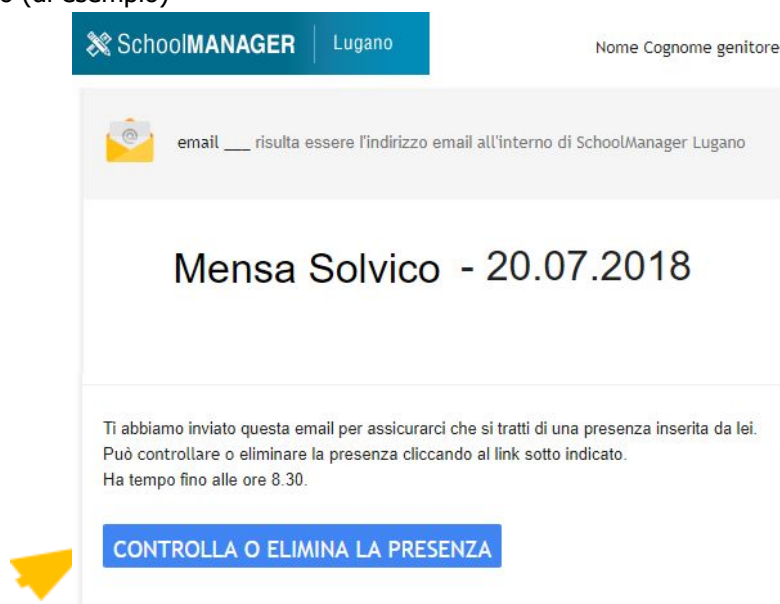 (ad esempio)
SchoolMANAGER Lugano
Nome Cognome genitore
@
email ___ risulta essere l'indirizzo email all'interno di SchoolManager Lugano
Mensa Solvico - 20.07.2018
Ti abbiamo inviato questa email per assicurarci che si tratti di una presenza inserita da lei.
Può controllare o eliminare la presenza cliccando al link sotto indicato.
Ha tempo fino alle ore 8.30.
CONTROLLA O ELIMINA LA PRESENZA